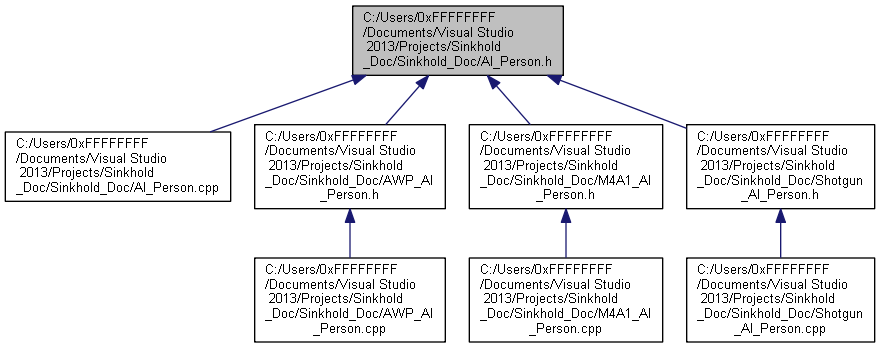 C:/Users/0xFFFFFFFF
/Documents/Visual Studio
2013/Projects/Sinkhold
_Doc/Sinkhold_Doc/AI_Person.h
C:/Users/0xFFFFFFFF
/Documents/Visual Studio
2013/Projects/Sinkhold
_Doc/Sinkhold_Doc/AI_Person.cpp
C:/Users/0xFFFFFFFF
/Documents/Visual Studio
2013/Projects/Sinkhold
_Doc/Sinkhold_Doc/AWP_AI
_Person.h
C:/Users/0xFFFFFFFF
/Documents/Visual Studio
2013/Projects/Sinkhold
_Doc/Sinkhold_Doc/M4A1_AI
_Person.h
C:/Users/0xFFFFFFFF
/Documents/Visual Studio
2013/Projects/Sinkhold
_Doc/Sinkhold_Doc/Shotgun
_AI_Person.h
C:/Users/0xFFFFFFFF
/Documents/Visual Studio
2013/Projects/Sinkhold
_Doc/Sinkhold_Doc/AWP_AI
_Person.cpp
C:/Users/0xFFFFFFFF
/Documents/Visual Studio
2013/Projects/Sinkhold
_Doc/Sinkhold_Doc/M4A1_AI
_Person.cpp
C:/Users/0xFFFFFFFF
/Documents/Visual Studio
2013/Projects/Sinkhold
_Doc/Sinkhold_Doc/Shotgun
_AI_Person.cpp